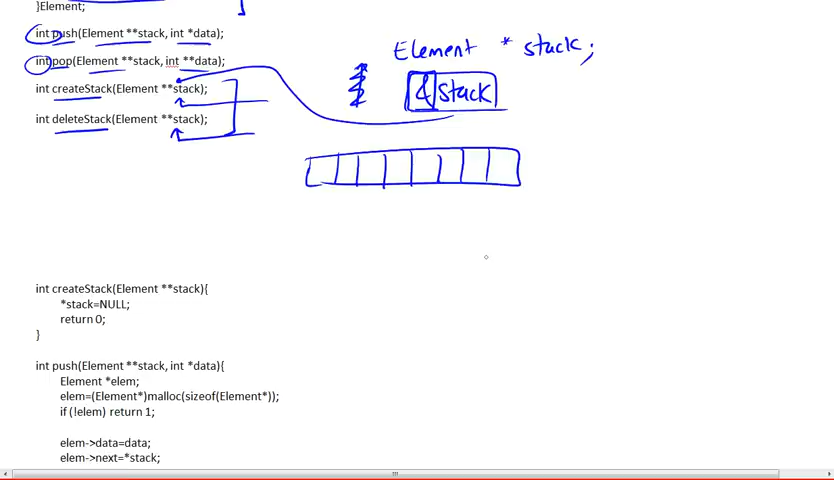 }Element;
int push(Element **stack, int *data);
Element * stack;
int pop(Element **stack, int **data);
int createStack(Element **stack);
&stack
int deleteStack(Element **stack);
int createStack(Element **stack){
*stack=NULL;
return 0;
}
int push(Element **stack, int *data){
Element *elem;
elem=(Element*)malloc(sizeof(Element*));
if (!elem) return 1;
elem->data=data;
elem->next=*stack;